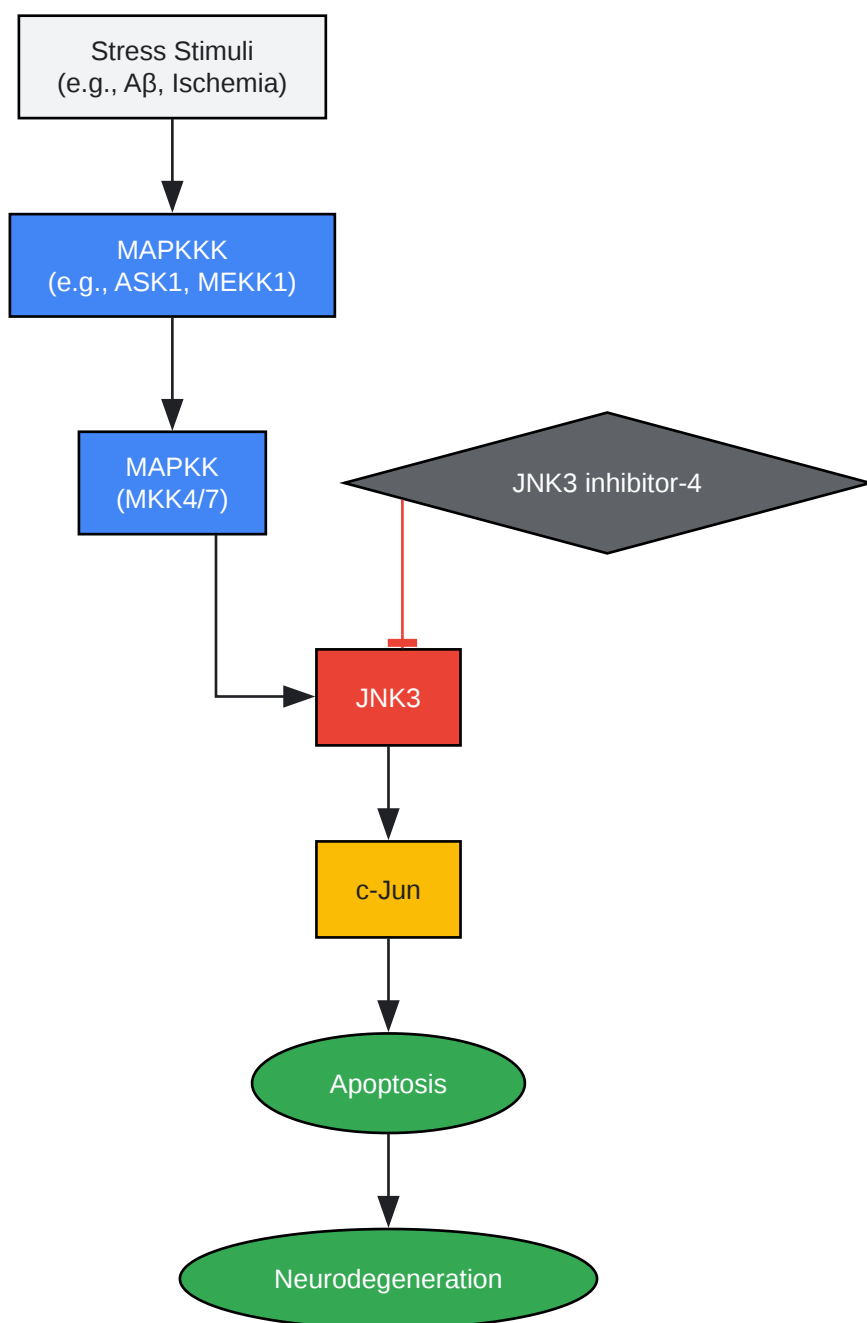 Stress Stimuli
(e.g., Aβ, Ischemia)
MAPKKK
(e.g., ASK1, MEKK1)
MAPKK
(MKK4/7)
JNK3 inhibitor-4
JNK3
c-Jun
Apoptosis
Neurodegeneration